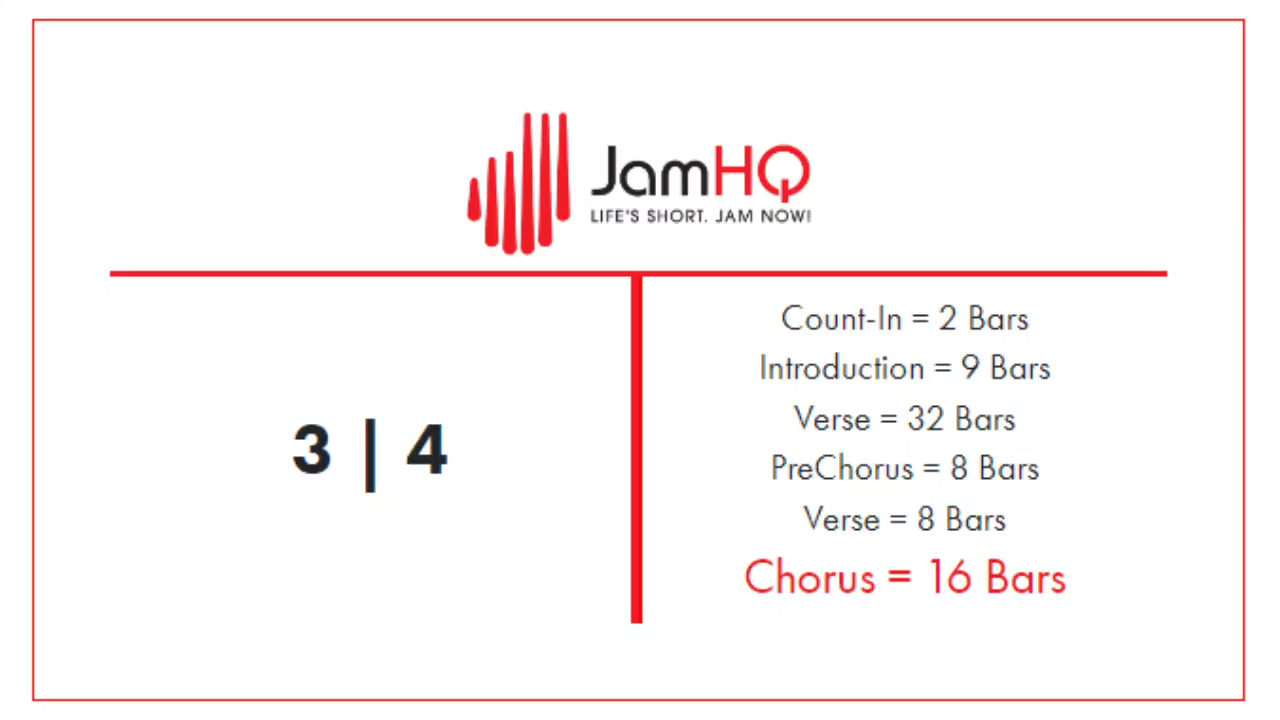 JamHQ
LIFE'S SHORT. JAM NOW!
3 | 4
Count-In = 2 Bars
Introduction = 9 Bars
Verse = 32 Bars
PreChorus = 8 Bars
Verse = 8 Bars
Chorus = 16 Bars